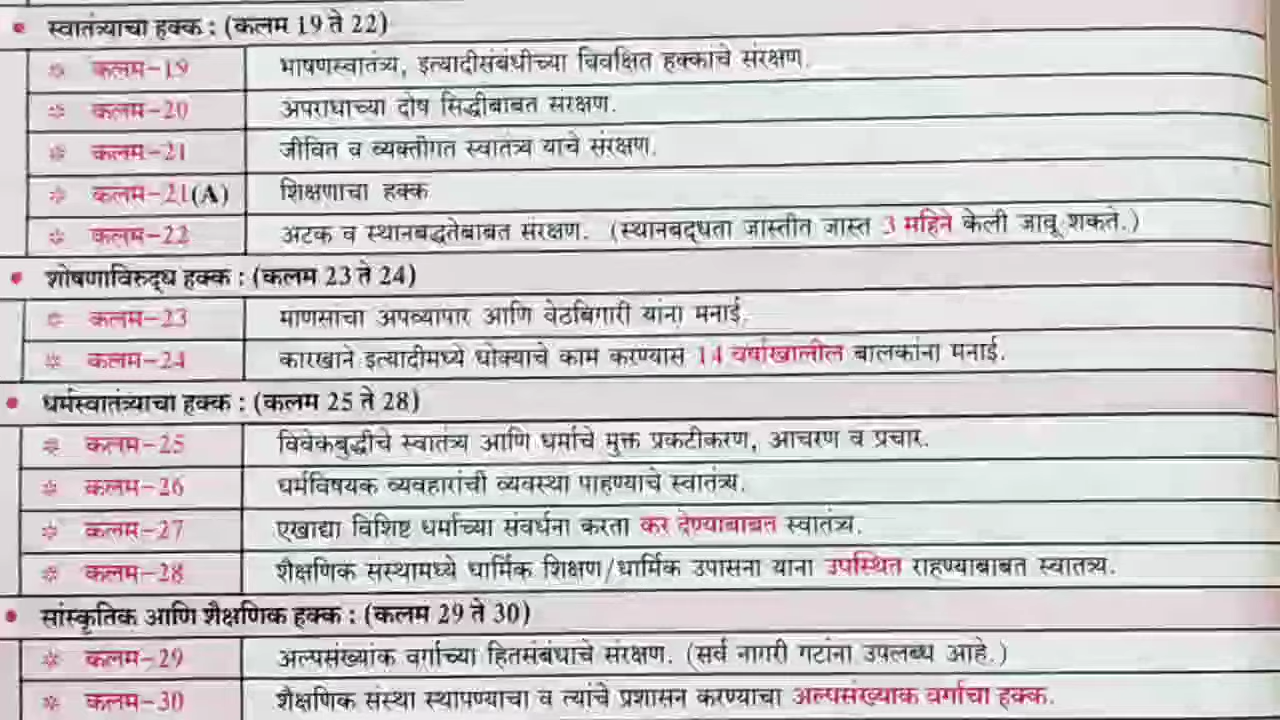 • स्वातंत्र्याचा हक्क : (कलम 19 ते 22)
कलम-19 भाषणस्वातंत्र्य, इत्यादीसंबंधीच्या विवक्षित हक्कांचे संरक्षण.
कलम-20 अपराधाच्या दोष सिद्धीबाबत संरक्षण.
कलम-21 जीवित व व्यक्तीगत स्वातंत्र्य यांचे संरक्षण.
कलम-21(A) शिक्षणाचा हक्क
कलम-22 अटक व स्थानबद्धतेबाबत संरक्षण. (स्थानबद्धता जास्तीत जास्त 3 महिने केली जावू शकते.)
• शोषणाविरुद्ध हक्क : (कलम 23 ते 24)
कलम-23 माणसांचा अपव्यापार आणि वेठबिगारी यांना मनाई.
कलम-24 कारखाने इत्यादीमध्ये धोक्याचे काम करण्यास 14 वर्षाखालील बालकांना मनाई.
• धर्मस्वातंत्र्याचा हक्क : (कलम 25 ते 28)
कलम-25 विवेकबुद्धीचे स्वातंत्र्य आणि धर्माचे मुक्त प्रकटीकरण, आचरण व प्रचार.
कलम-26 धर्मविषयक व्यवहारांची व्यवस्था पाहण्याचे स्वातंत्र्य.
कलम-27 एखाद्या विशिष्ट धर्माच्या संवर्धना करता कर देण्याबाबत स्वातंत्र्य.
कलम-28 शैक्षणिक संस्थामध्ये धार्मिक शिक्षण/धार्मिक उपासना यांना उपस्थित राहण्याबाबत स्वातंत्र्य.
• सांस्कृतिक आणि शैक्षणिक हक्क : (कलम 29 ते 30)
कलम-29 अल्पसंख्यांक वर्गाच्या हितसंबंधाचे संरक्षण. (सर्व नागरी गटांना उपलब्ध आहे.)
कलम-30 शैक्षणिक संस्था स्थापण्याचा व त्यांचे प्रशासन करण्याचा अल्पसंख्याक वर्गाचा हक्क.